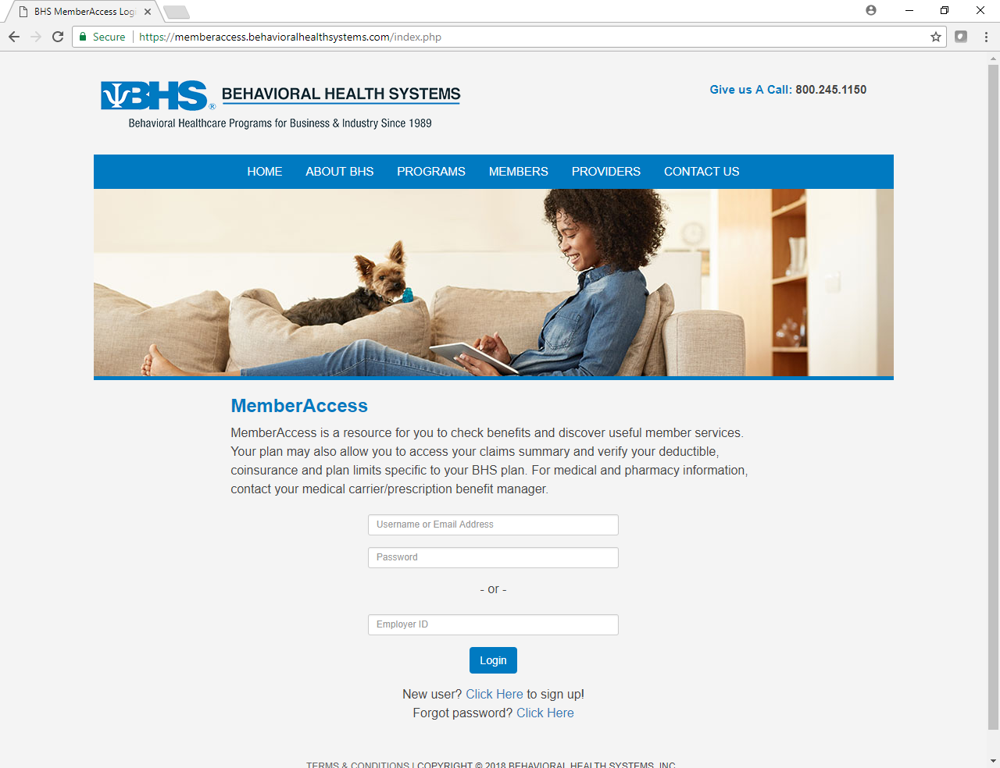 BHS MemberAccess Logi
Secure
https://memberaccess.behavioralhealthsystems.com/index.php
BHS® BEHAVIORAL HEALTH SYSTEMS
Behavioral Healthcare Programs for Business & Industry Since 1989
Give us A Call: 800.245.1150
HOME ABOUT BHS PROGRAMS MEMBERS PROVIDERS CONTACT US
MemberAccess
MemberAccess is a resource for you to check benefits and discover useful member services.
Your plan may also allow you to access your claims summary and verify your deductible,
coinsurance and plan limits specific to your BHS plan. For medical and pharmacy information,
contact your medical carrier/prescription benefit manager.
Username or Email Address
Password
- or -
Employer ID
Login
New user? Click Here to sign up!
Forgot password? Click Here
TERMS & CONDITIONS | COPYRIGHT © 2018 BEHAVIORAL HEALTH SYSTEMS, INC.